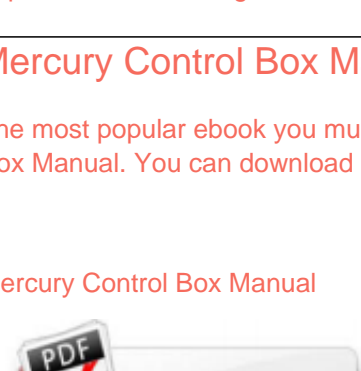 Mercury Control Box M
he most popular ebook you mu
ox Manual. You can download
ercury Control Box Manual
PDF